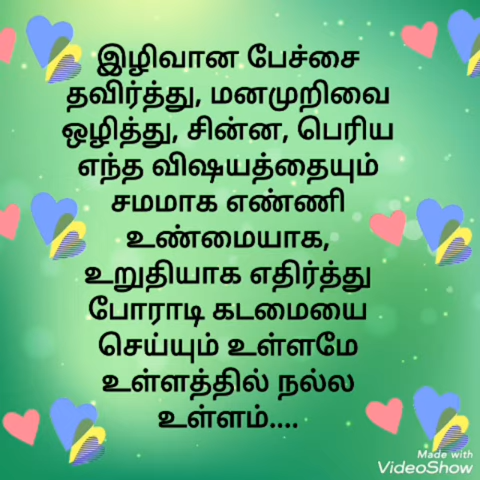 இழிவான பேச்சை
தவிர்த்து, மனமுறிவை
ஒழித்து, சின்ன, பெரிய
எந்த விஷயத்தையும்
சமமாக எண்ணி
உண்மையாக,
உறுதியாக எதிர்த்து
போராடி கடமையை
செய்யும் உள்ளமே
உள்ளத்தில் நல்ல
உள்ளம்....
Made with
VideoShow